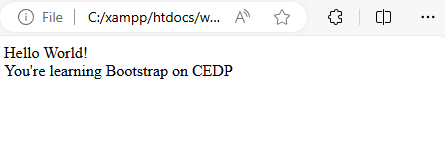 File C:/xampp/htdocs/w...
Hello World!
You're learning Bootstrap on CEDP